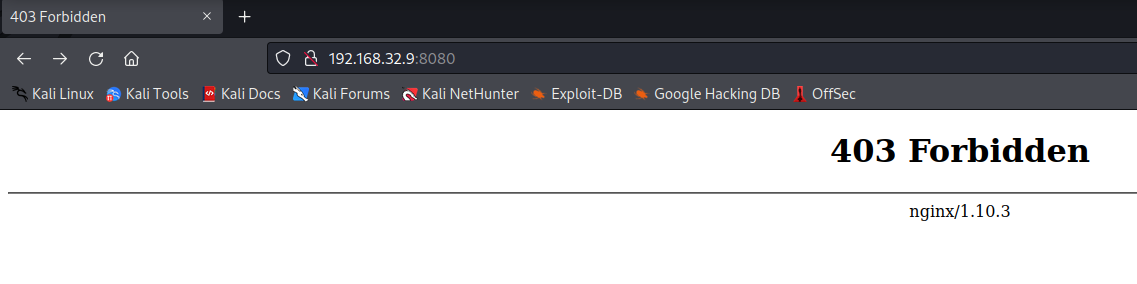 403 Forbidden
192.168.32.9:8080
Kali Linux Kali Tools Kali Docs Kali Forums Kali NetHunter Exploit-DB Google Hacking DB OffSec
403 Forbidden
nginx/1.10.3